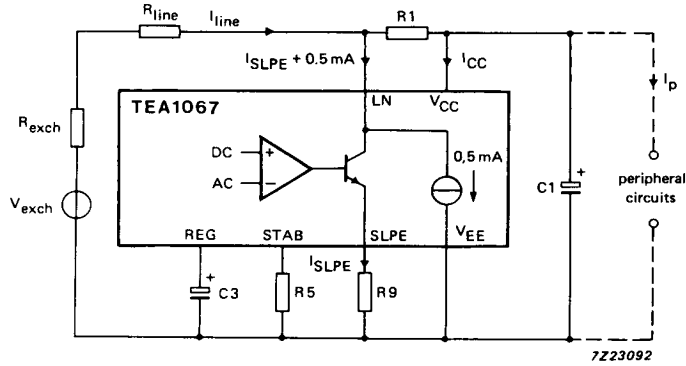 Rline
Iline
R1
ISLPE + 0.5 mA
ICC
Ip
TEA1067
LN
VCC
Rexch
DC
+
AC
−
0,5 mA
Vexch
C1
+
peripheral
circuits
REG
STAB
SLPE
VEE
ISLPE
+
C3
R5
R9
7Z23092